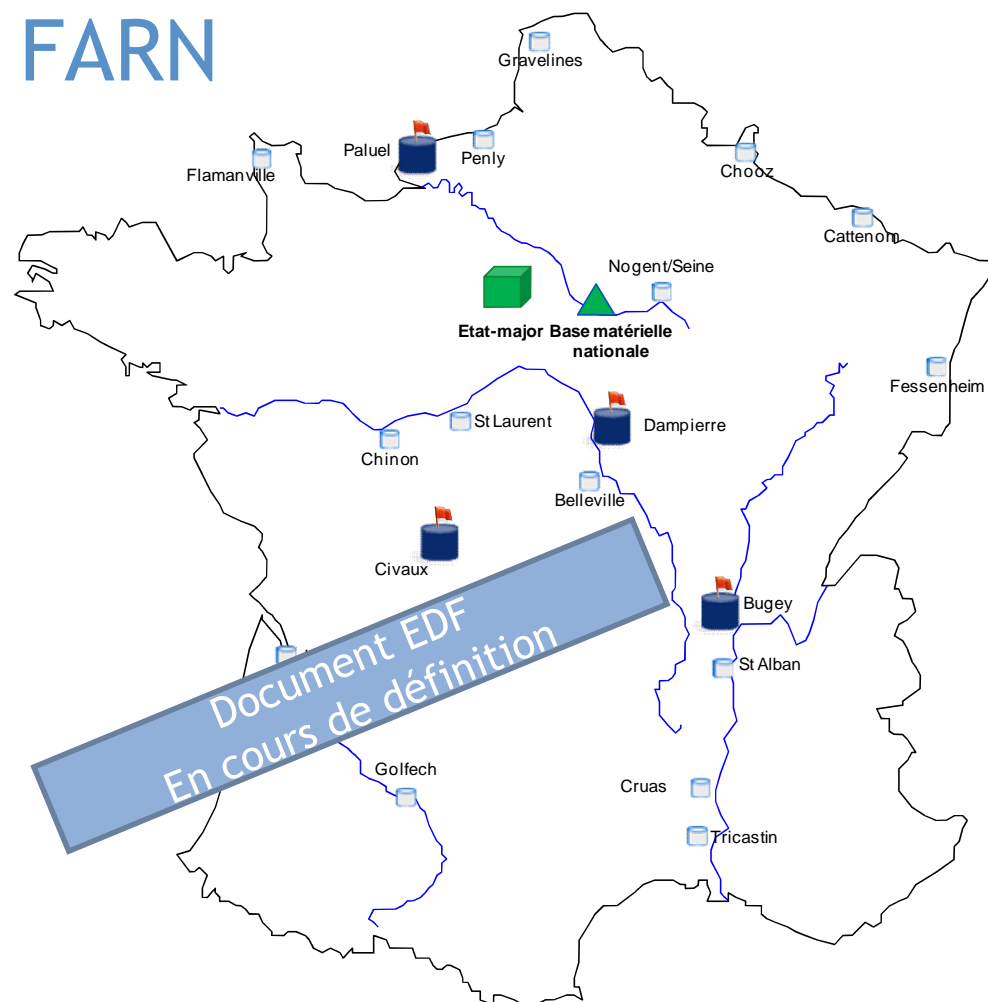 FARN
Gravelines
Paluel
Penly
Flamanville
Chooz
Cattenom
Nogent/Seine
Etat-major
Base matérielle
nationale
Fessenheim
St Laurent
Dampierre
Chinon
Belleville
Civaux
Bugey
Document EDF
En cours de définition
St Alban
Golfech
Cruas
Tricastin